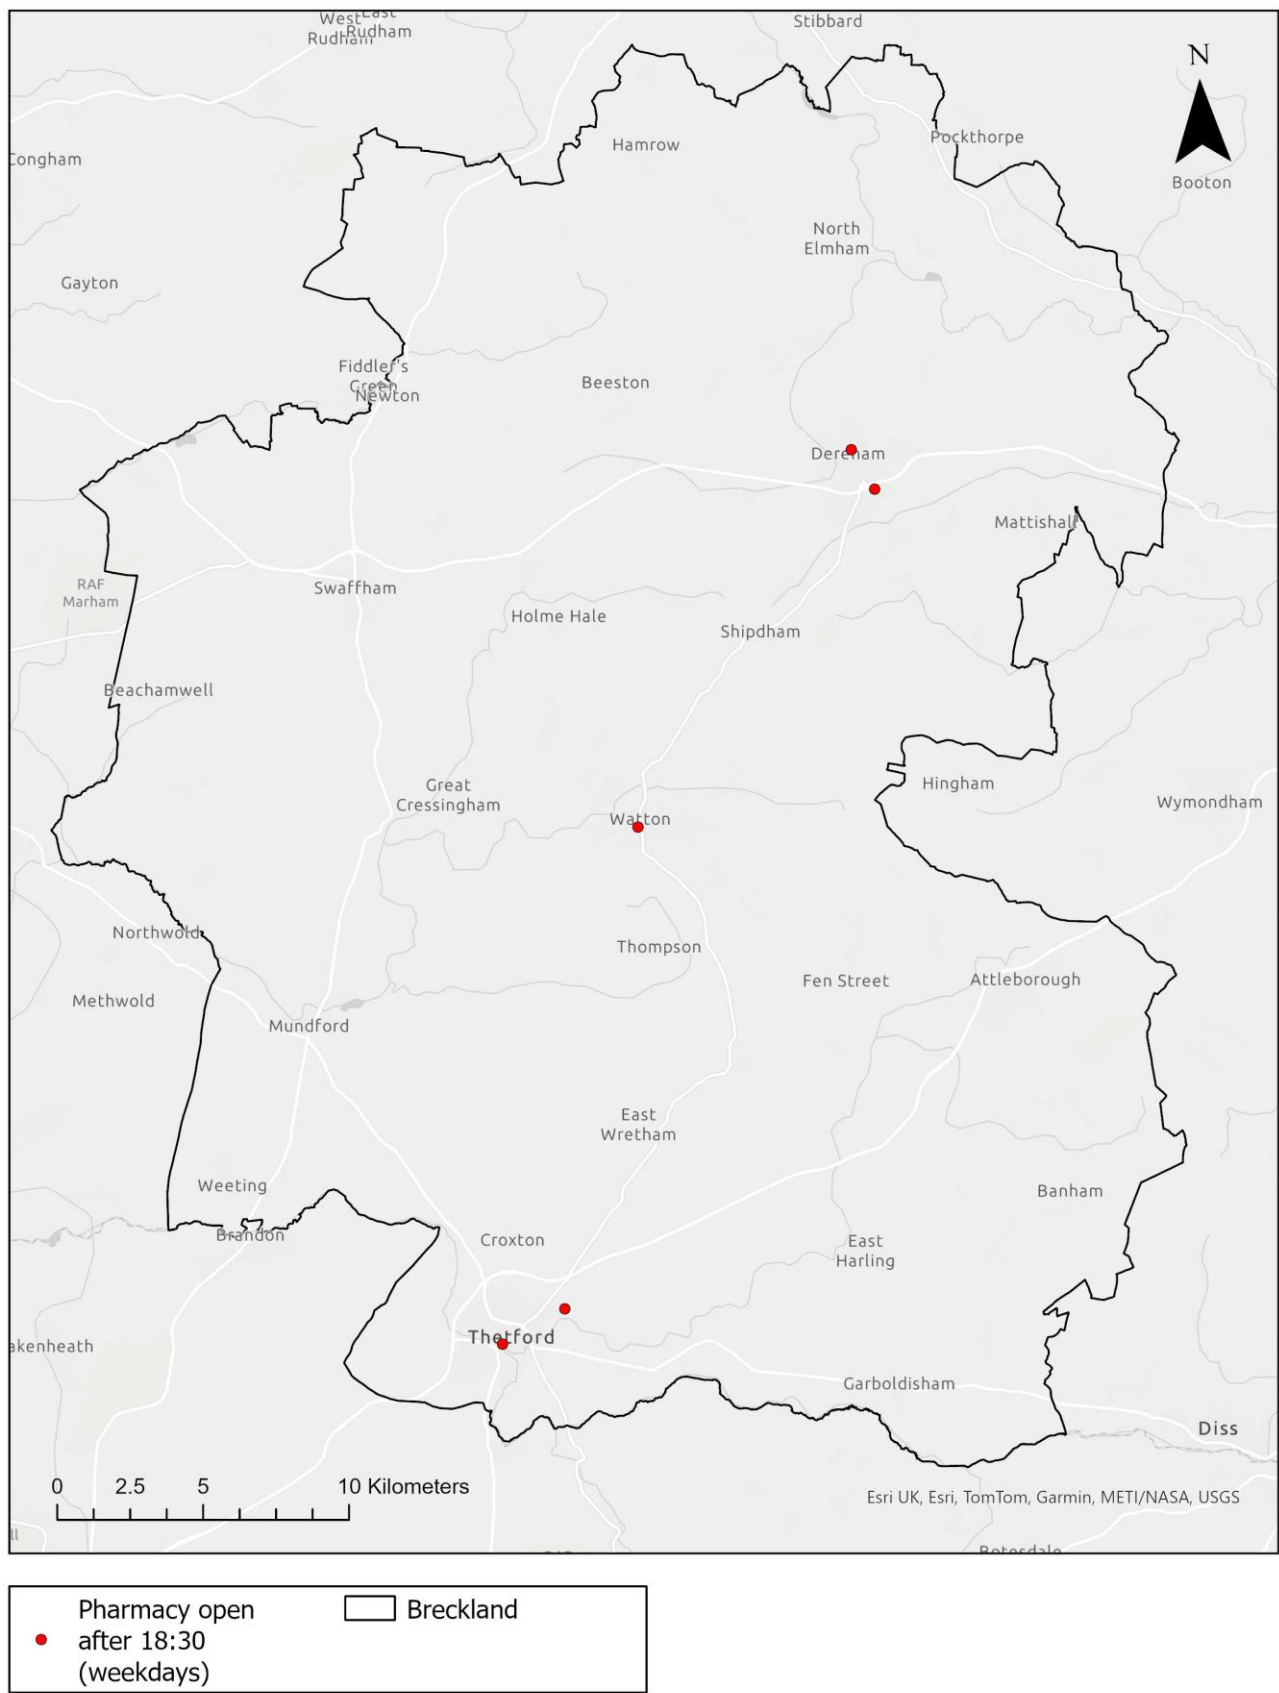 West
East
Rudham
Rudham
Stibbard
N
Pockthorpe
Hamrow
Congham
Booton
North
Elmham
Gayton
Fiddler's
Green
Newton
Beeston
Dereham
Mattishall
RAF
Marham
Swaffham
Holme Hale
Shipdham
Beachamwell
Great
Cressingham
Hingham
Wymondham
Watton
Northwold
Thompson
Fen Street
Attleborough
Methwold
Mundford
East
Wretham
Weeting
Banham
Brandon
Croxton
East
Harling
Thetford
akenheath
Garboldisham
Diss
0 2.5 5 10 Kilometers
Esri UK, Esri, TomTom, Garmin, METI/NASA, USGS
ll
Botesdale
Pharmacy open
after 18:30
(weekdays)
Breckland